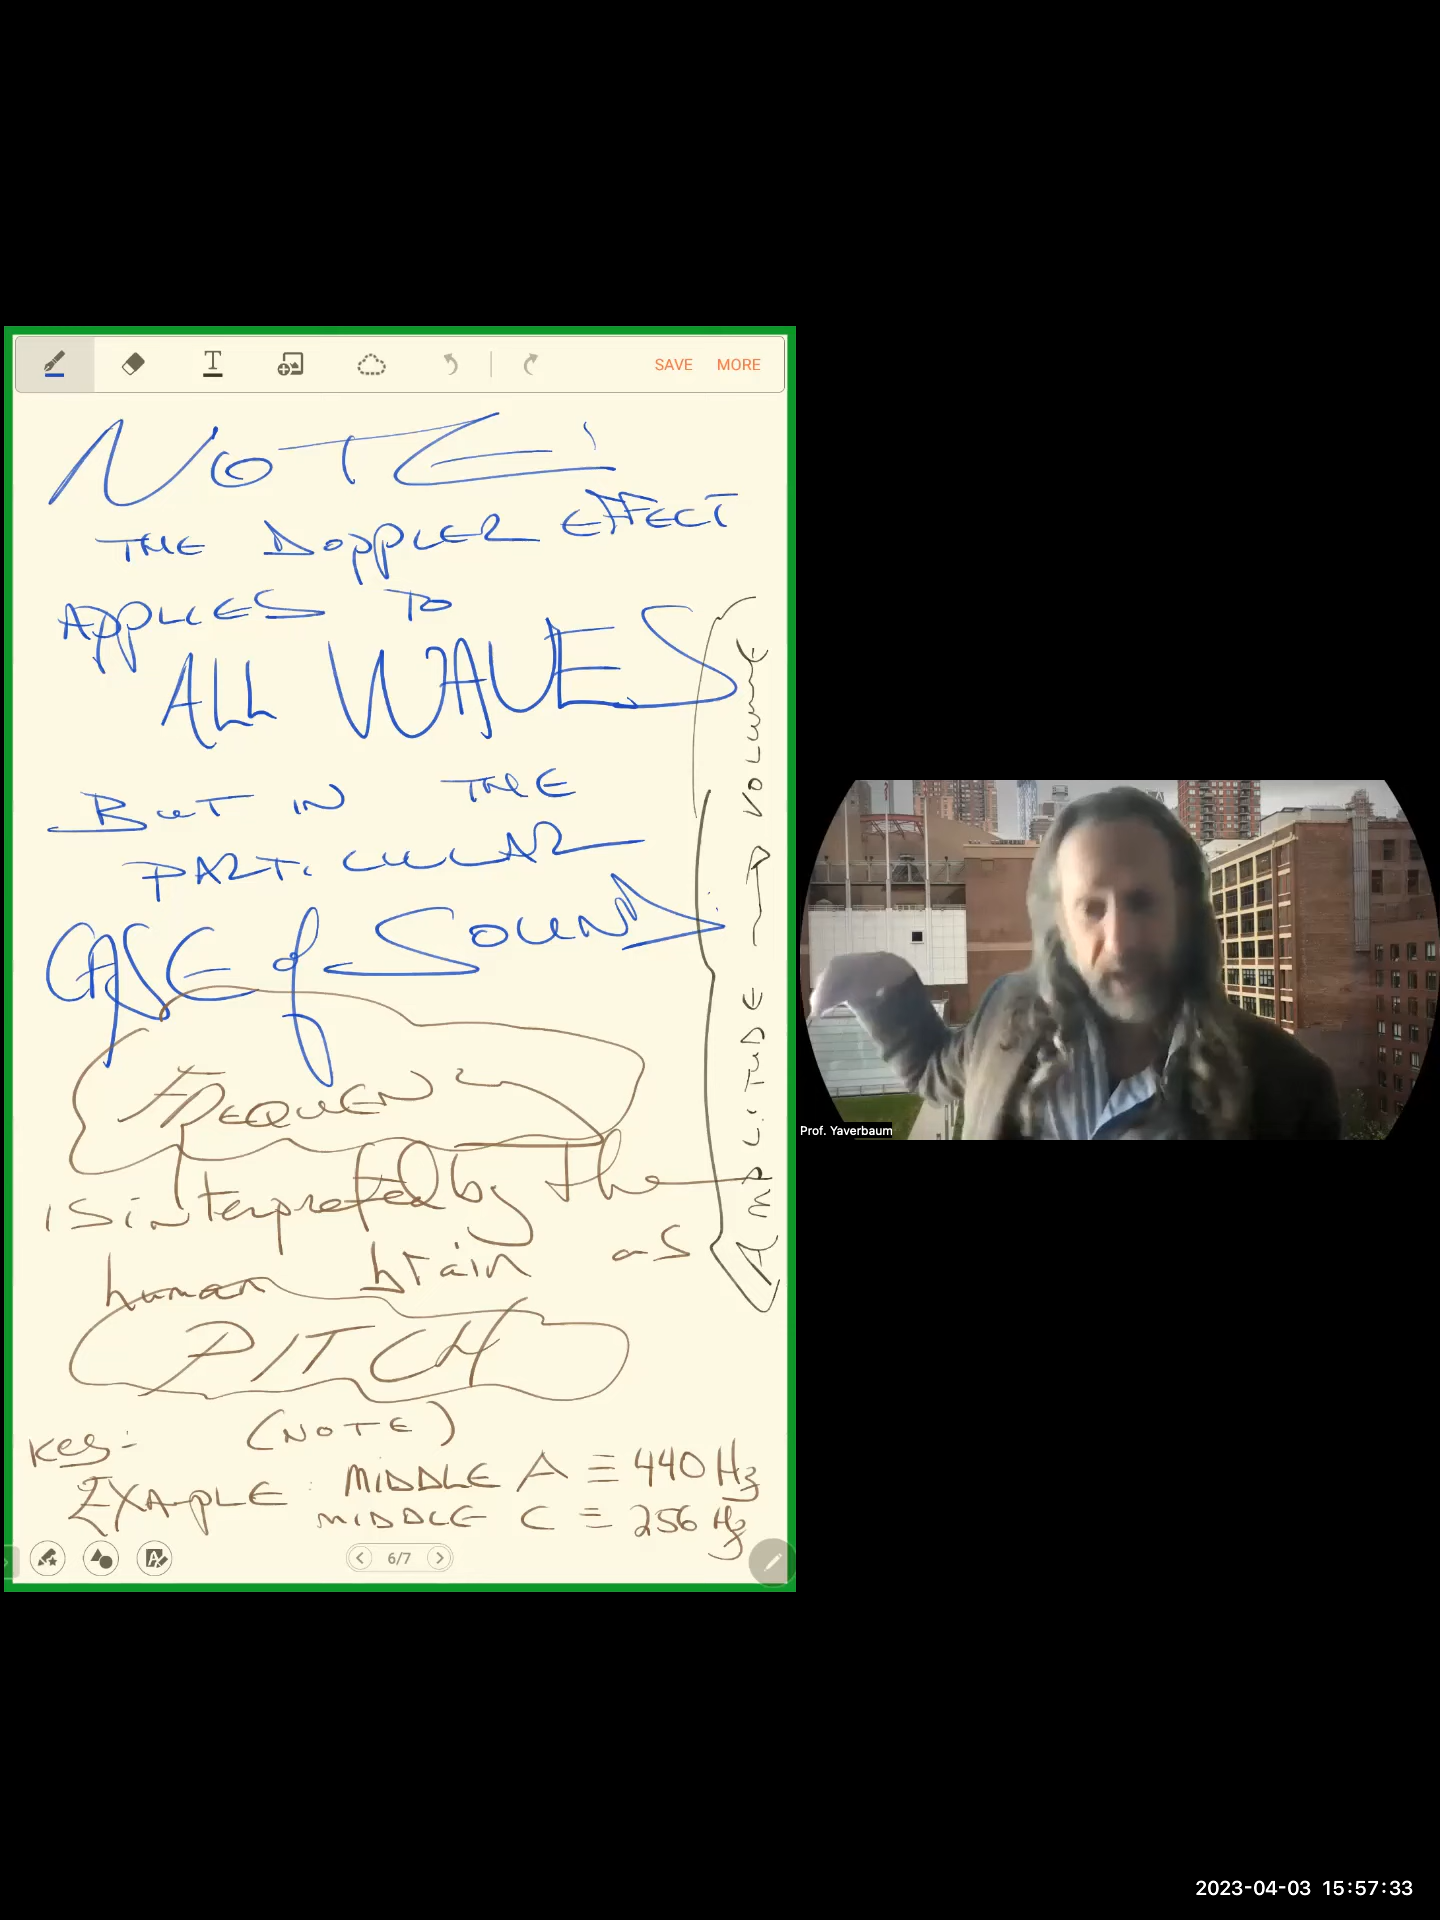 T
SAVE MORE
NOTE:
THE DOPPLER EFFECT
APPLIES TO
ALL WAVES
BUT IN THE
PARTICULAR
CASE of SOUND:
FREQUENCY
is interpreted by the
human brain as
PITCH
(NOTE)
Key:
EXAMPLE: MIDDLE A ≡ 440 Hz
MIDDLE C ≡ 256 Hz
AMPLITUDE → VOLUME
6/7
Prof. Yaverbaum
2023-04-03 15:57:33